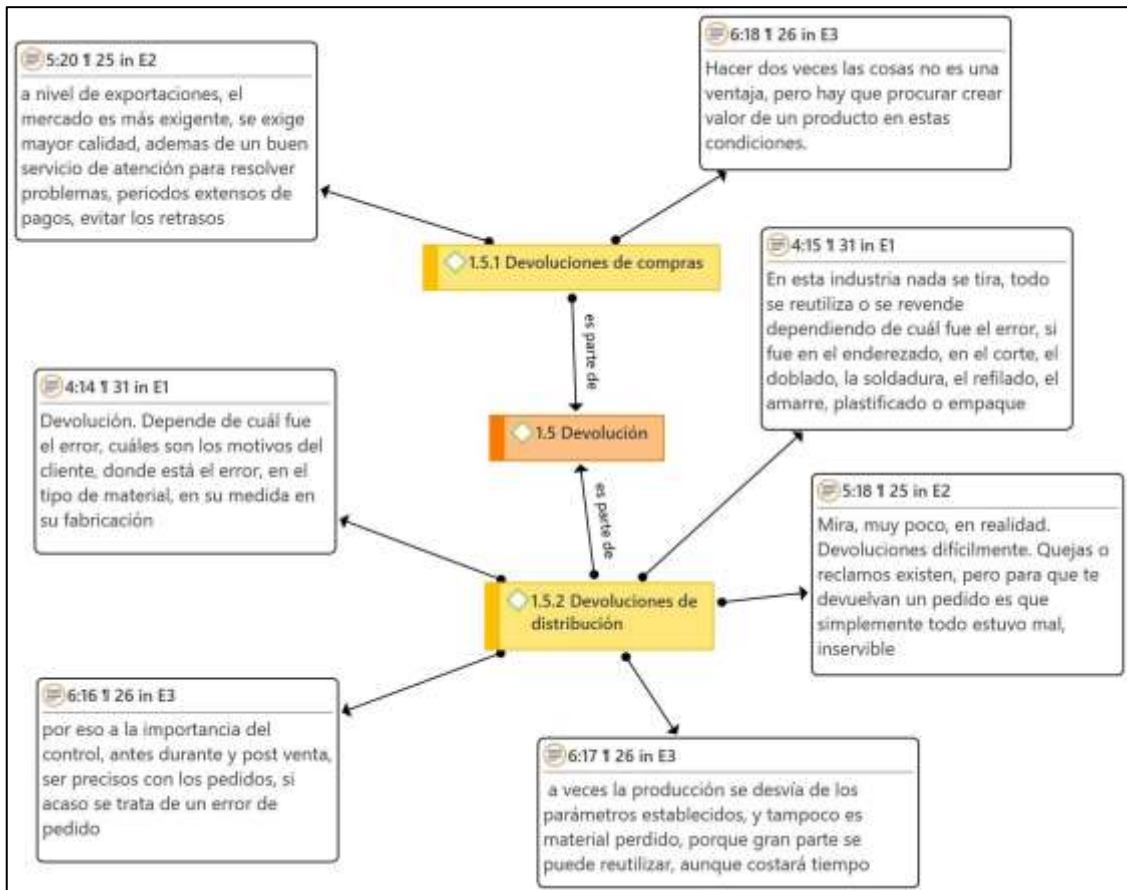 5:20 ¶ 25 in E2
a nivel de exportaciones, el
mercado es más exigente, se exige
mayor calidad, ademas de un buen
servicio de atención para resolver
problemas, periodos extensos de
pagos, evitar los retrasos
6:18 ¶ 26 in E3
Hacer dos veces las cosas no es una
ventaja, pero hay que procurar crear
valor de un producto en estas
condiciones.
1.5.1 Devoluciones de compras
es parte de
4:15 ¶ 31 in E1
En esta industria nada se tira, todo
se reutiliza o se revende
dependiendo de cuál fue el error, si
fue en el enderezado, en el corte, el
doblado, la soldadura, el refilado, el
amarre, plastificado o empaque
4:14 ¶ 31 in E1
Devolución. Depende de cuál fue
el error, cuáles son los motivos del
cliente, donde está el error, en el
tipo de material, en su medida en
su fabricación
1.5 Devolución
es parte de
5:18 ¶ 25 in E2
Mira, muy poco, en realidad.
Devoluciones difícilmente. Quejas o
reclamos existen, pero para que te
devuelvan un pedido es que
simplemente todo estuvo mal,
inservible
1.5.2 Devoluciones de
distribución
6:16 ¶ 26 in E3
por eso a la importancia del
control, antes durante y post venta,
ser precisos con los pedidos, si
acaso se trata de un error de
pedido
6:17 ¶ 26 in E3
a veces la producción se desvía de los
parámetros establecidos, y tampoco es
material perdido, porque gran parte se
puede reutilizar, aunque costará tiempo